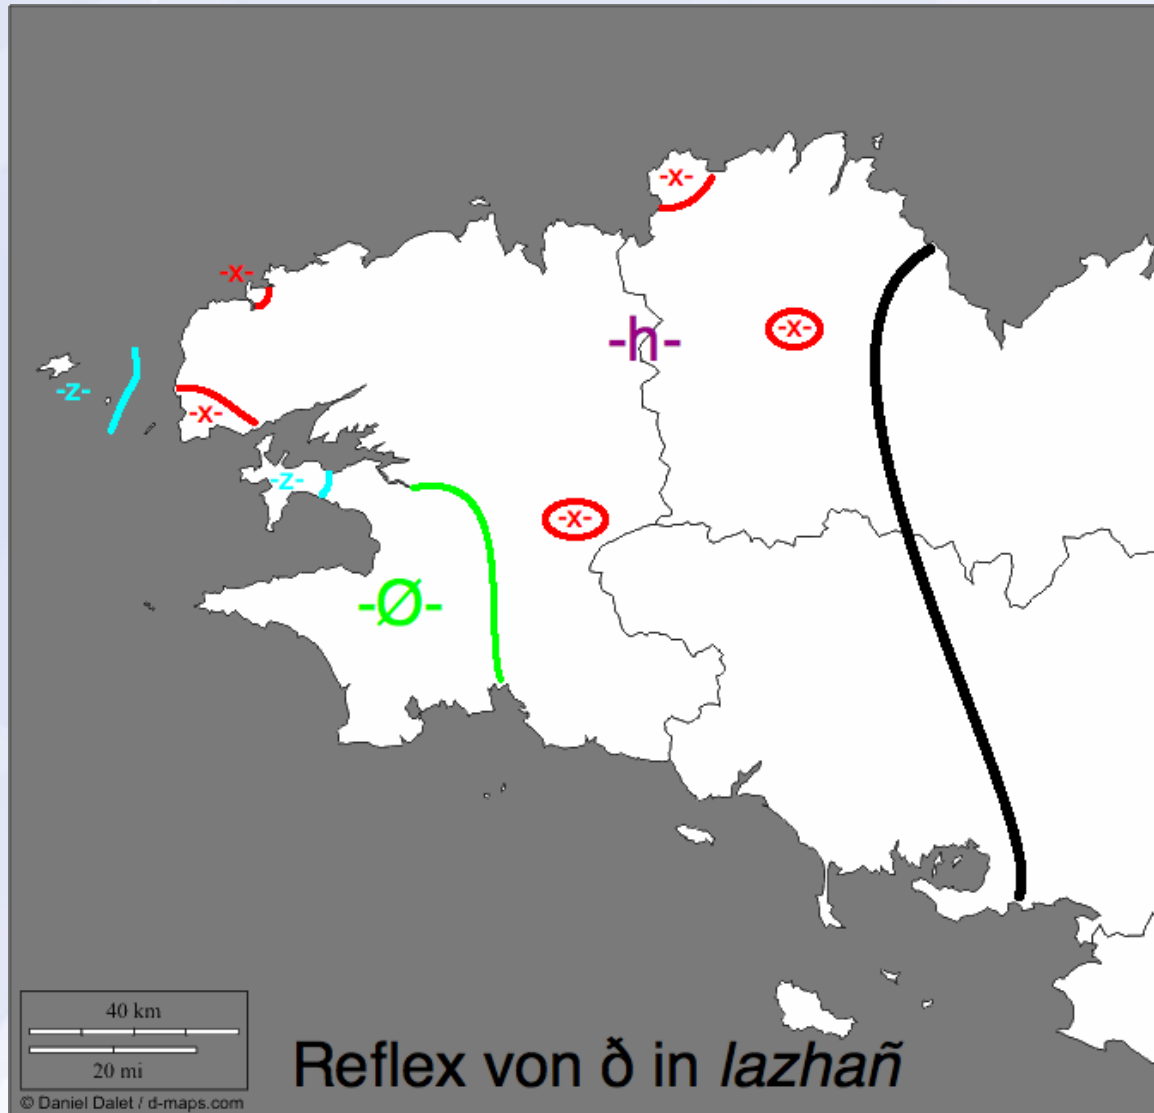 -x-
-x-
-x-
-h-
-z-
-x-
-z-
-x-
-Ø-
40 km
20 mi
Reflex von ð in lazhañ
© Daniel Dalet / d-maps.com